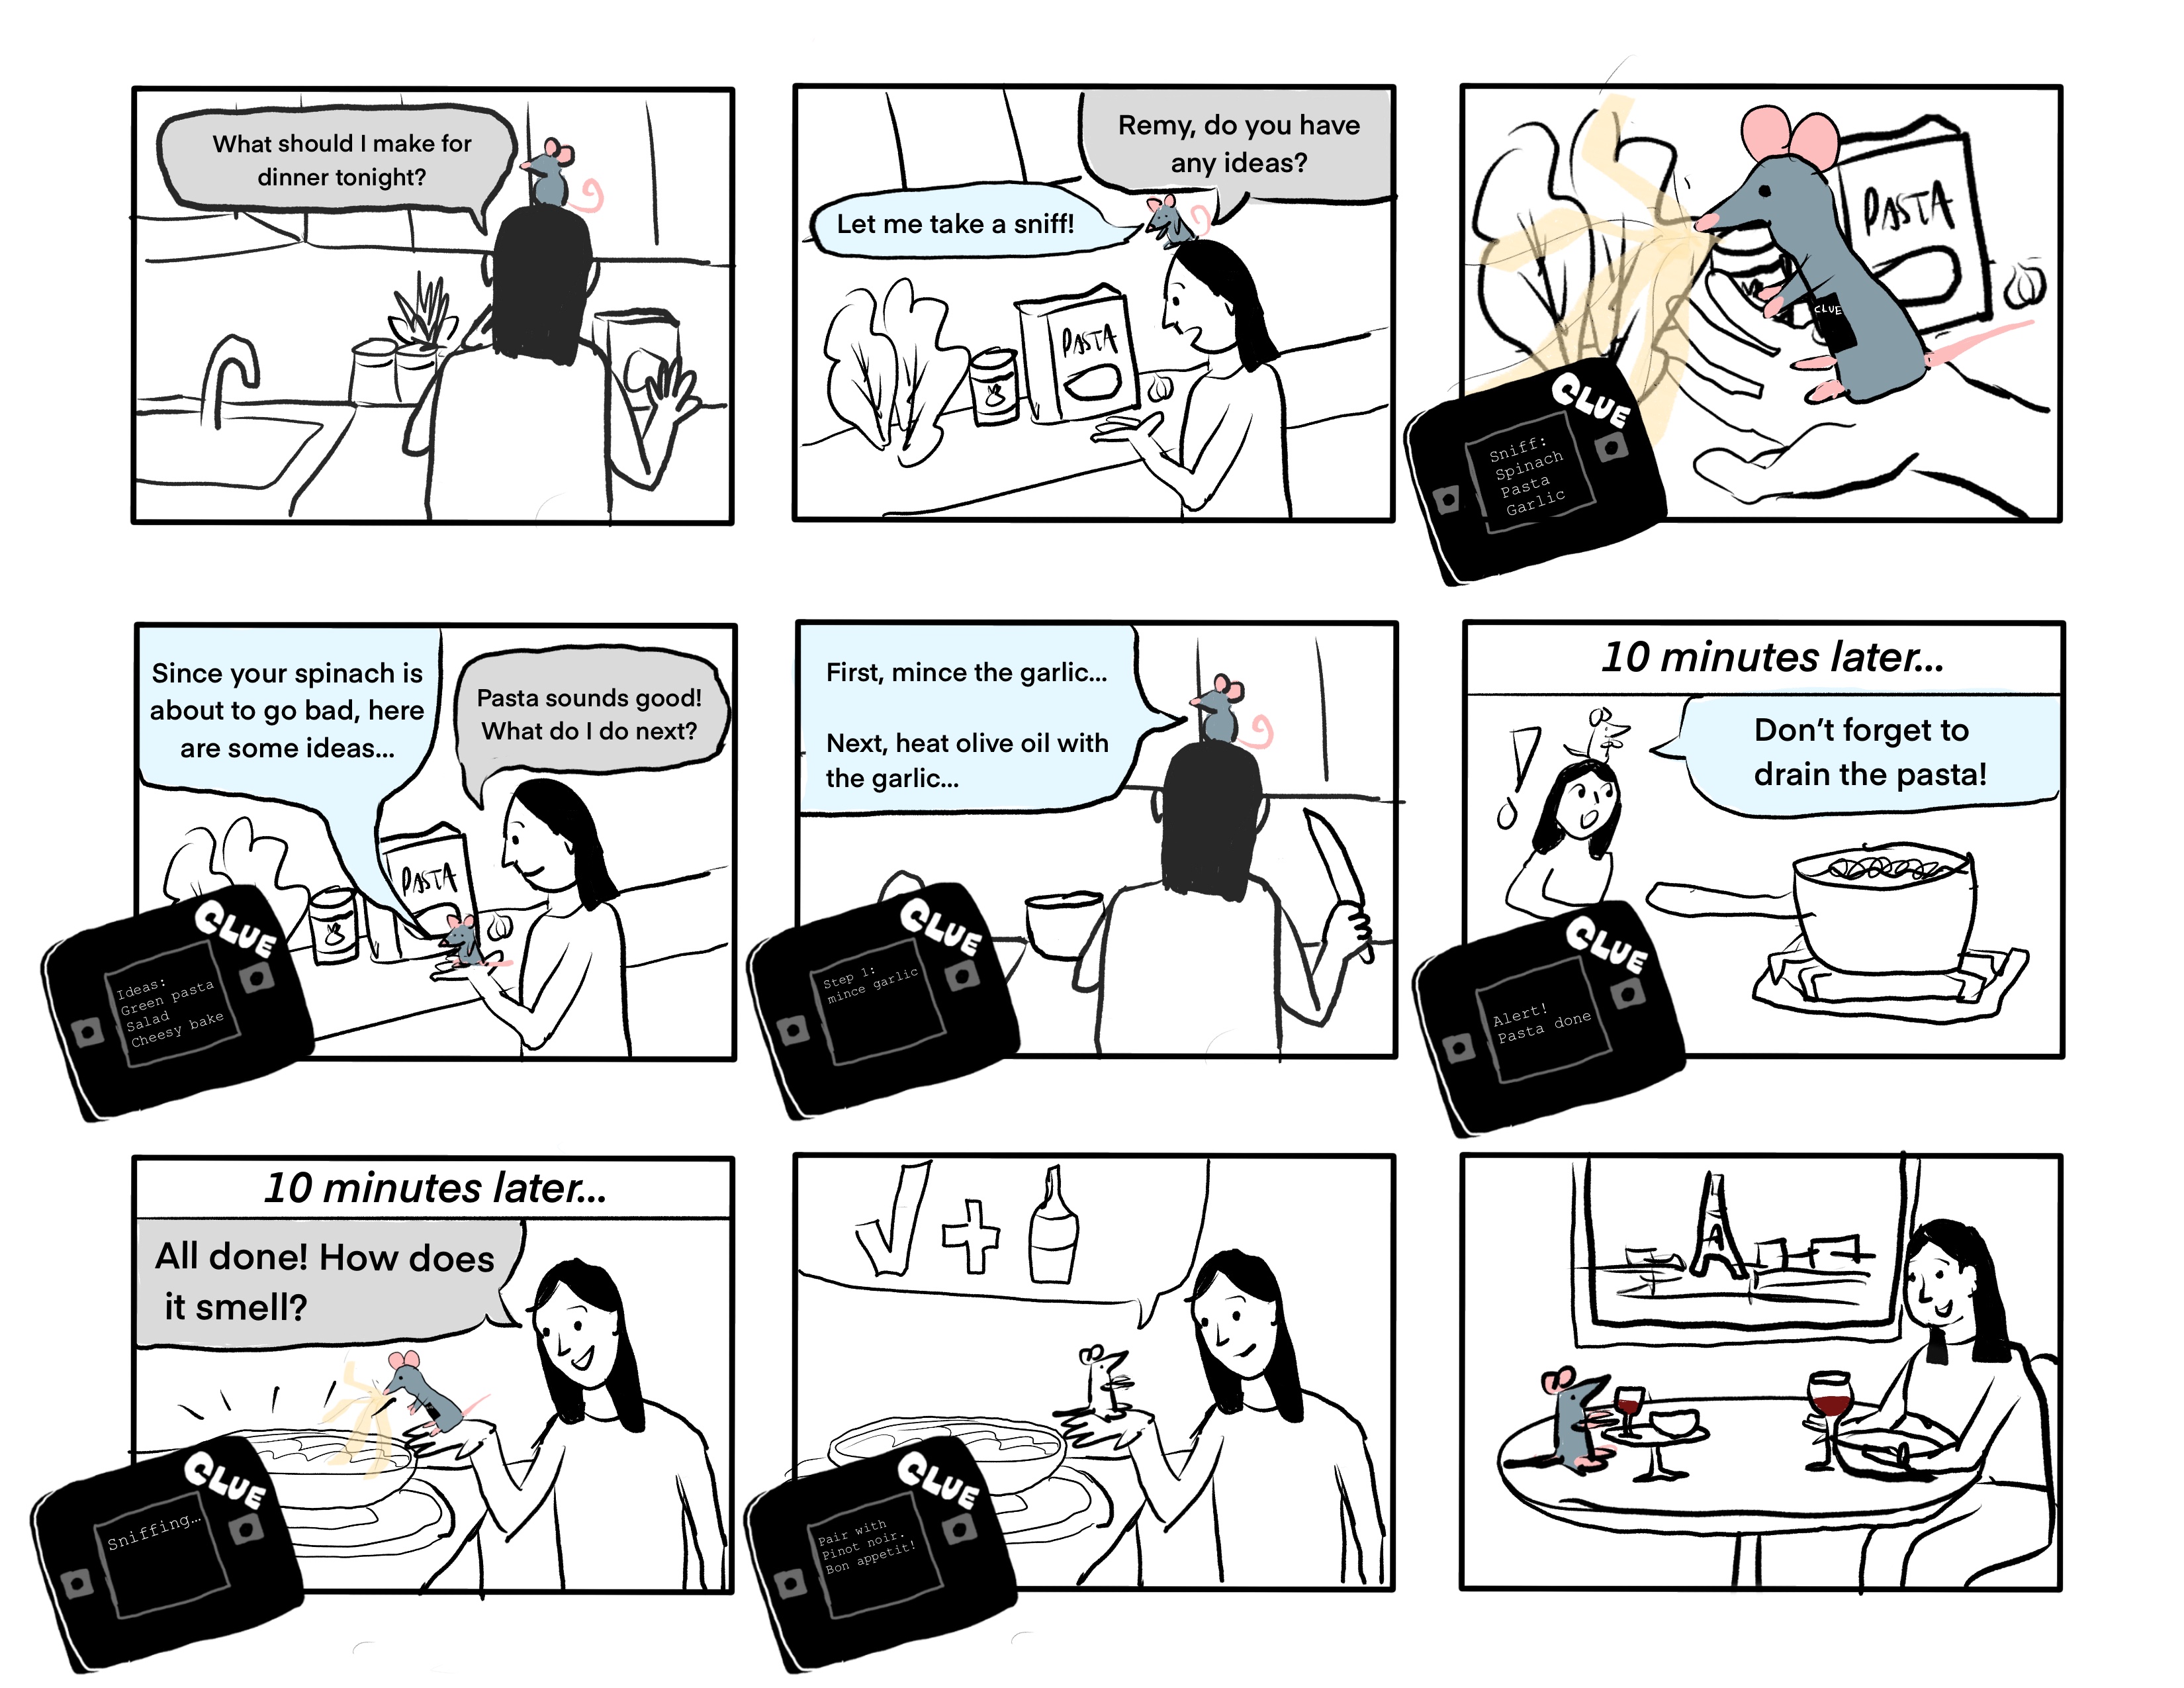 What should I make for
dinner tonight?
Remy, do you have
any ideas?
Let me take a sniff!
PASTA
PASTA
CLUE
CLUE
Sniff:
Spinach
Pasta
Garlic
Since your spinach is
about to go bad, here
are some ideas...
Pasta sounds good!
What do I do next?
PASTA
CLUE
Ideas:
Green pasta
Salad
Cheesy bake
First, mince the garlic...
Next, heat olive oil with
the garlic...
CLUE
Step 1:
mince garlic
10 minutes later...
Don't forget to
drain the pasta!
CLUE
Alert!
Pasta done
10 minutes later...
All done! How does
it smell?
CLUE
Sniffing...
CLUE
Pair with
Pinot noir.
Bon appetit!